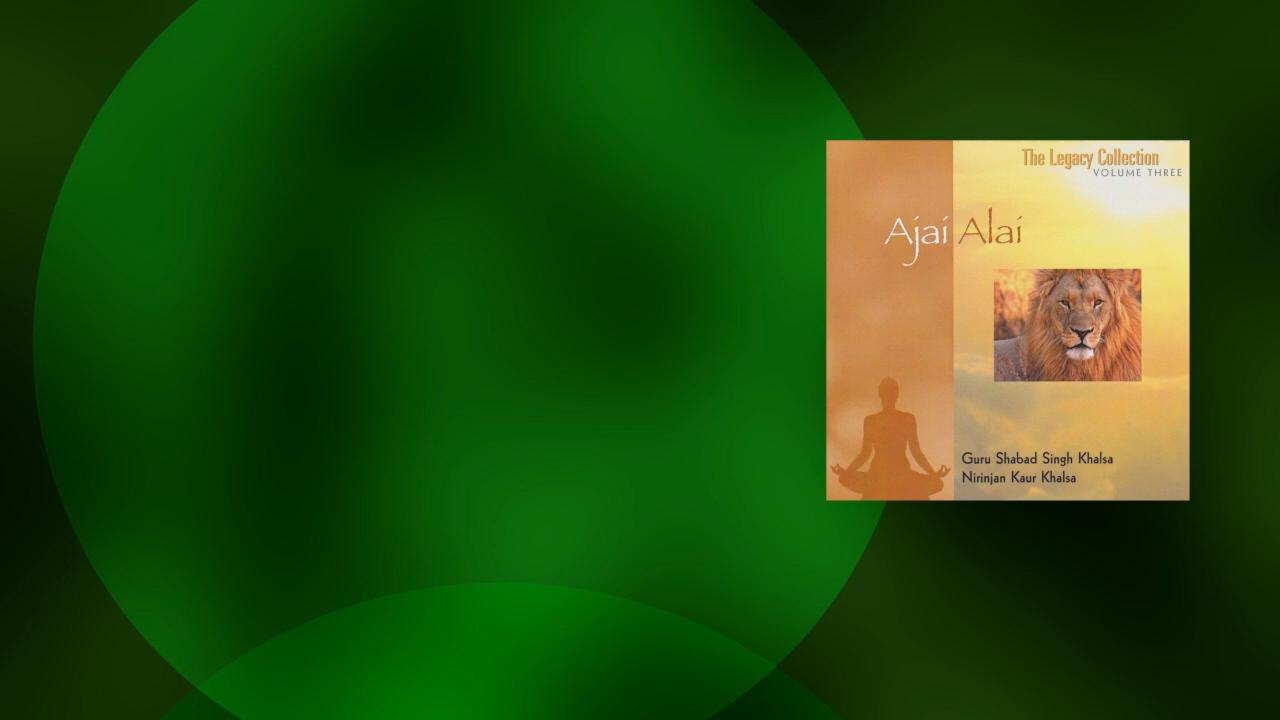 The Legacy Collection
VOLUME THREE
Ajai Alai
Guru Shabad Singh Khalsa
Nirinjan Kaur Khalsa